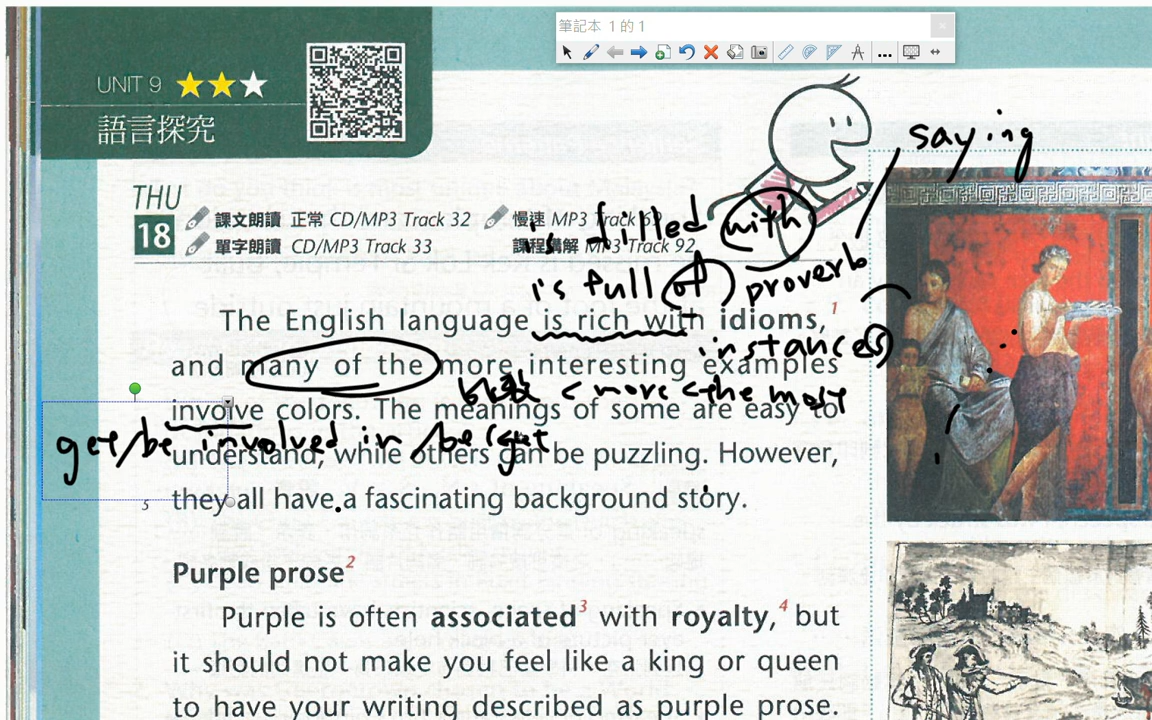 筆記本 1 的 1
UNIT 9
語言探究
saying
THU
18
課文朗讀 正常 CD/MP3 Track 32 慢速 MP3 Track 69
單字朗讀 CD/MP3 Track 33 課程講解 MP3 Track 92
is filled with
is full of
proverb
The English language is rich with idioms,1
instance(s)
and many of the more interesting examples
< more < the most
involve colors. The meanings of some are easy to
get/be involved in /be/get
understand, while others can be puzzling. However,
5 they all have a fascinating background story.
Purple prose2
Purple is often associated3 with royalty,4 but
it should not make you feel like a king or queen
to have your writing described as purple prose.